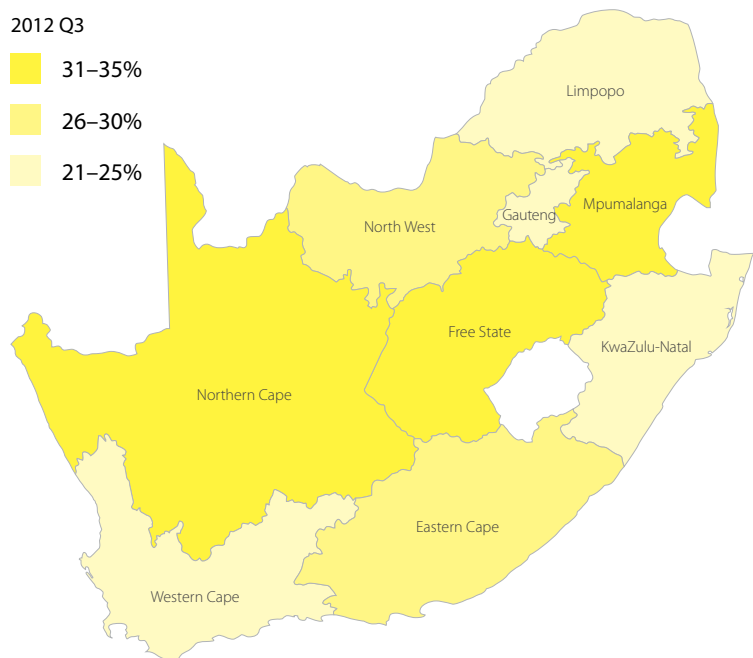 2012 Q3
31–35%
26–30%
21–25%
Limpopo
Mpumalanga
Gauteng
North West
Free State
KwaZulu-Natal
Northern Cape
Eastern Cape
Western Cape